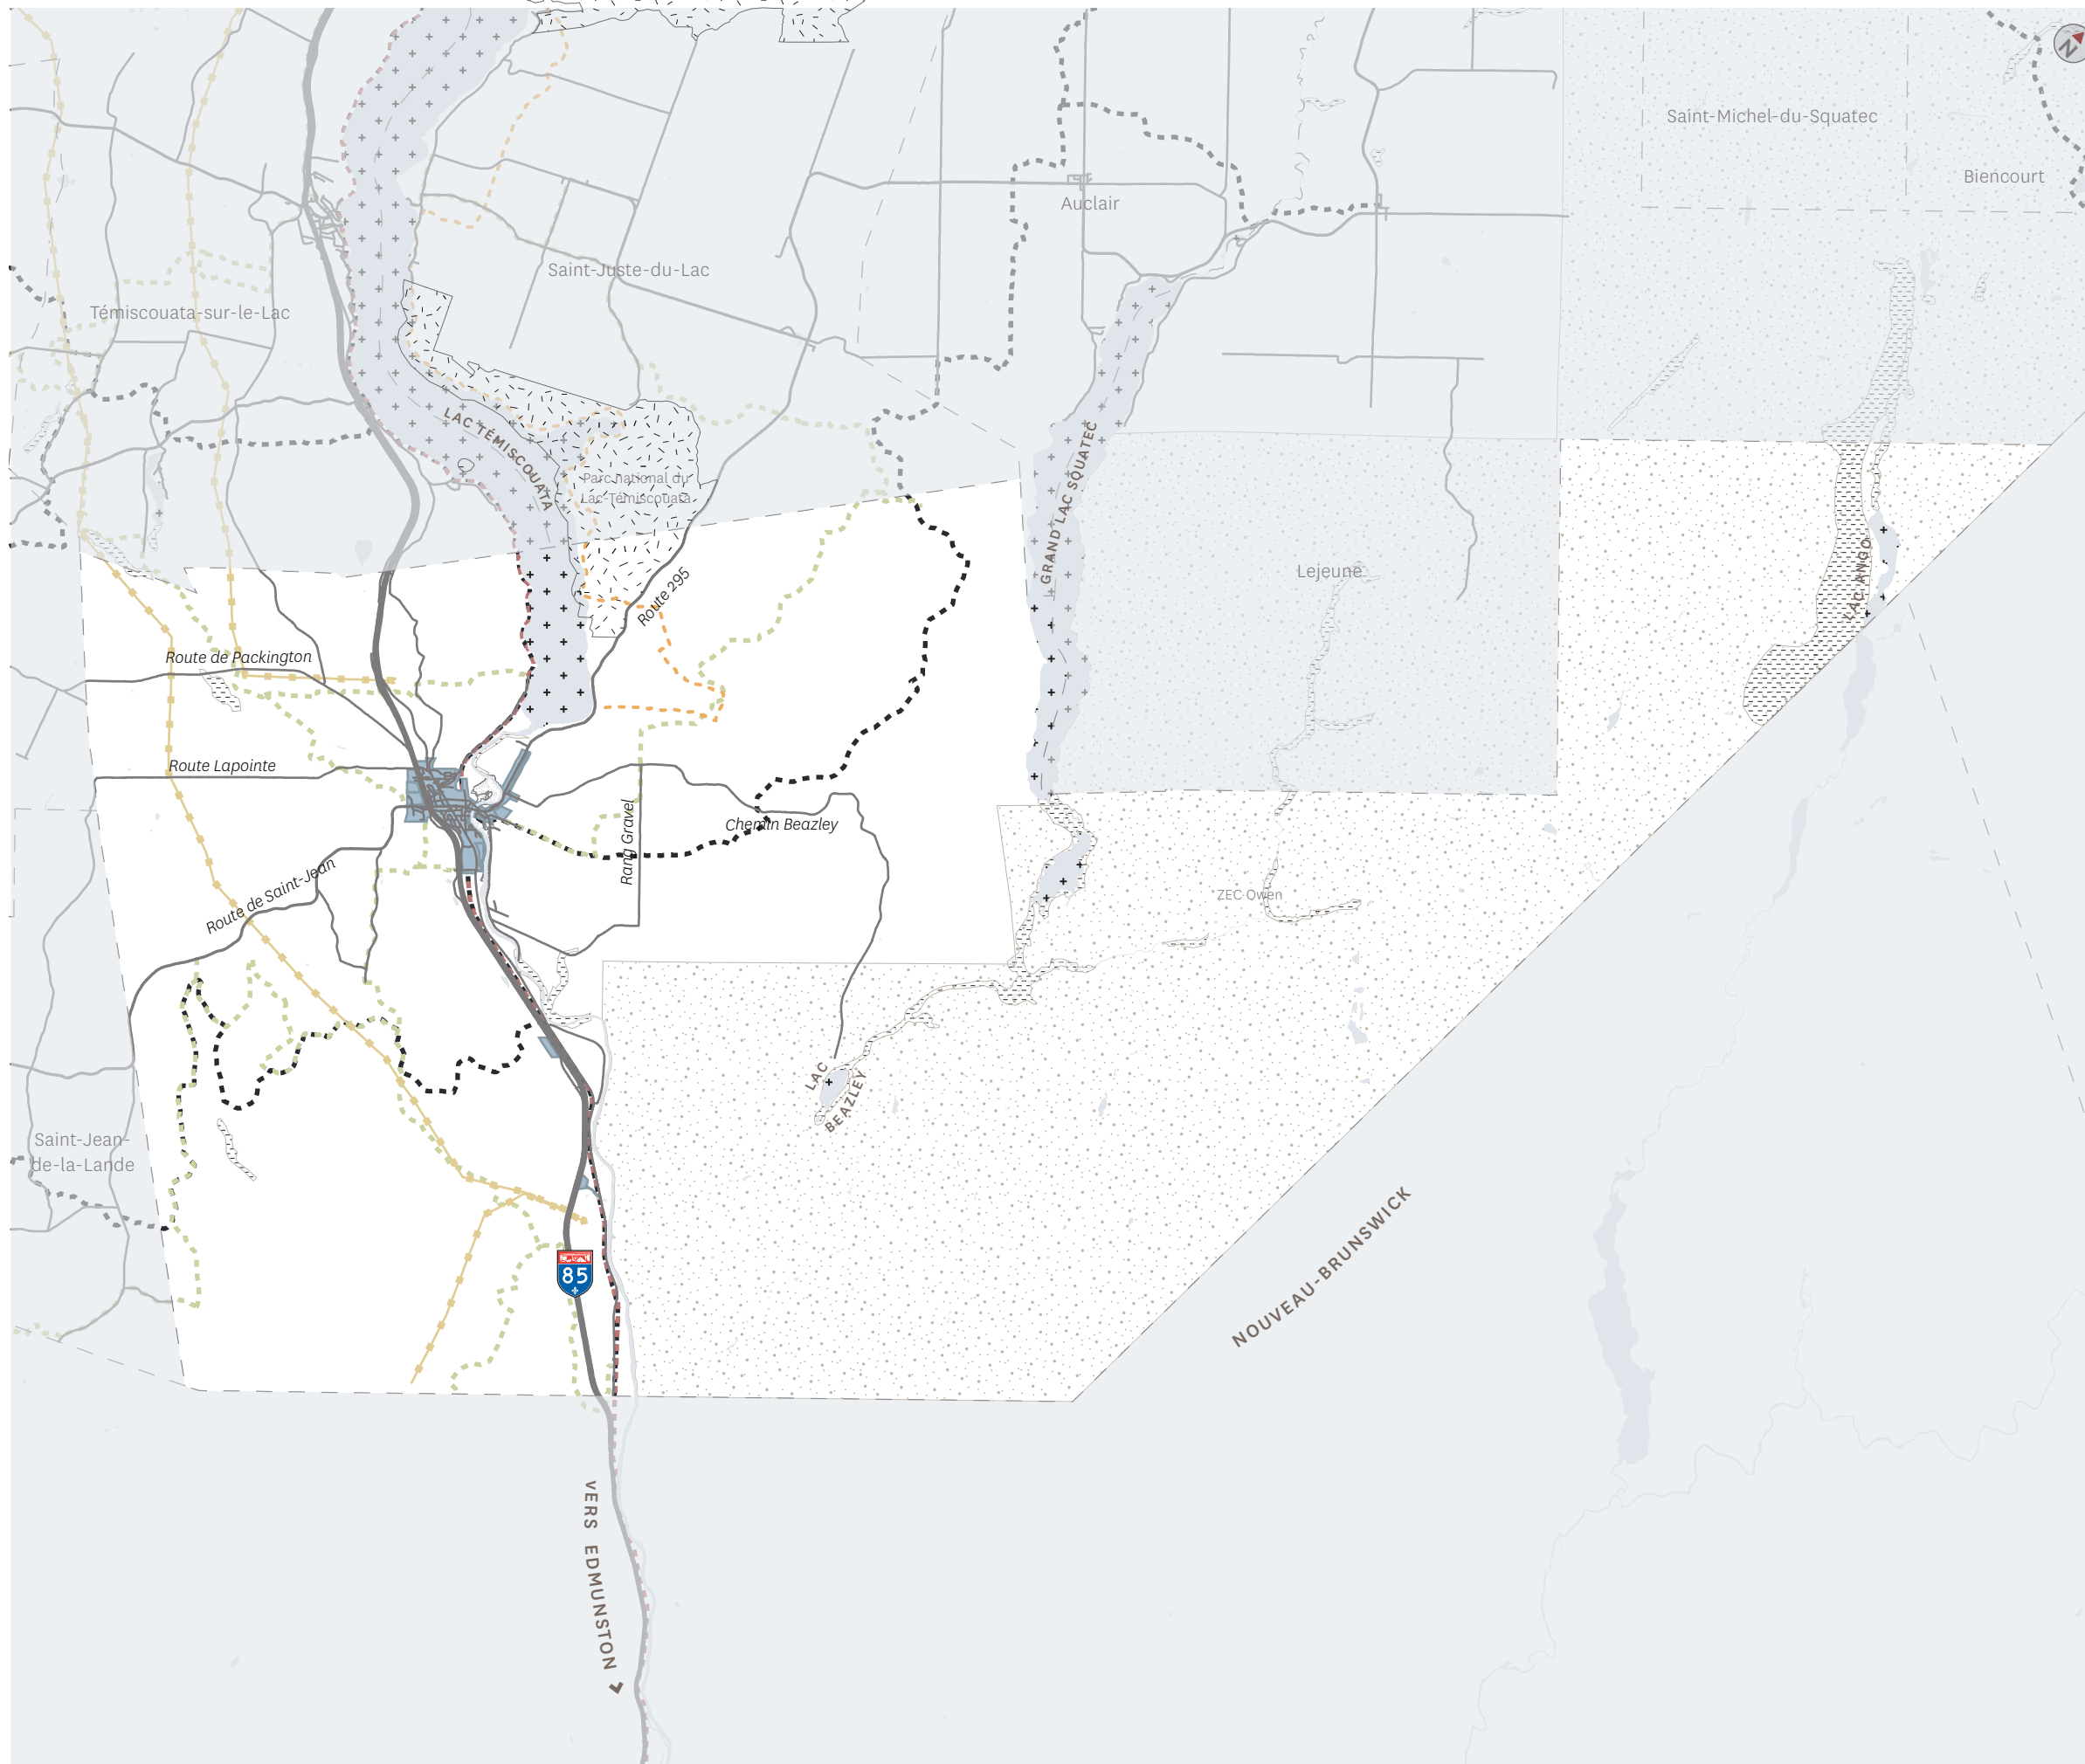 N
Saint-Michel-du-Squatec
Biencourt
Auclair
Saint-Juste-du-Lac
Témiscouata-sur-le-Lac
LAC TÉMISCOUATA
Parc national du
Lac-Témiscouata
GRAND LAC SQUATEC
Lejeune
LAC ANGO
Route 295
Route de Packington
Route Lapointe
Rang Gravel
Chemin Beazley
Route de Saint-Jean
ZEC Owen
LAC
BEAZLEY
Saint-Jean-
de-la-Lande
85
NOUVEAU-BRUNSWICK
VERS EDMUNSTON